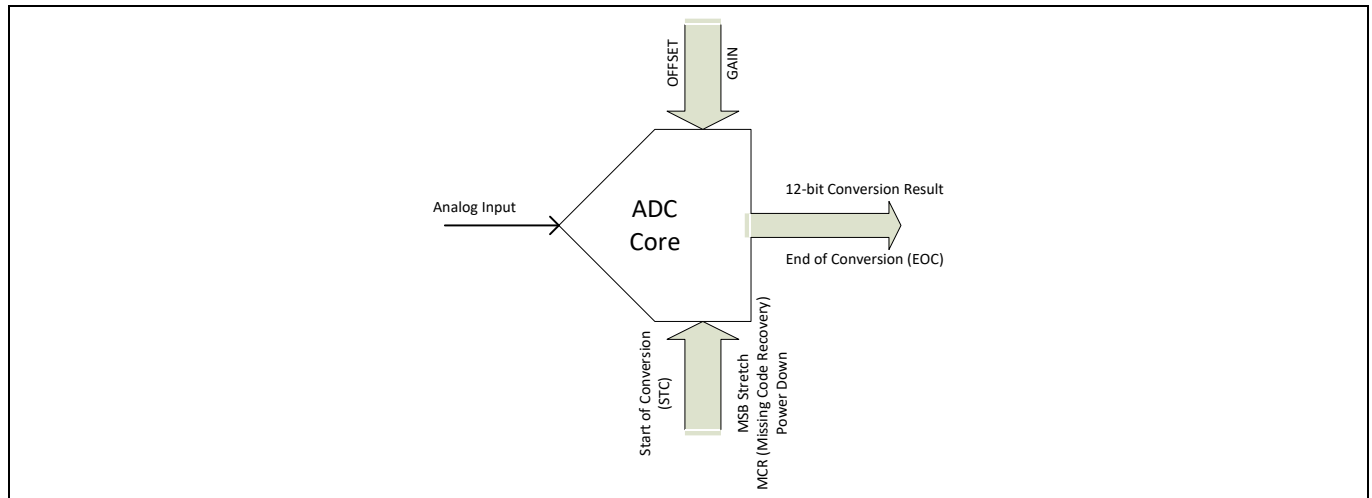 OFFSET
GAIN
Analog Input
ADC
Core
12-bit Conversion Result
End of Conversion (EOC)
Start of Conversion
(STC)
MSB Stretch
MCR (Missing Code Recovery)
Power Down